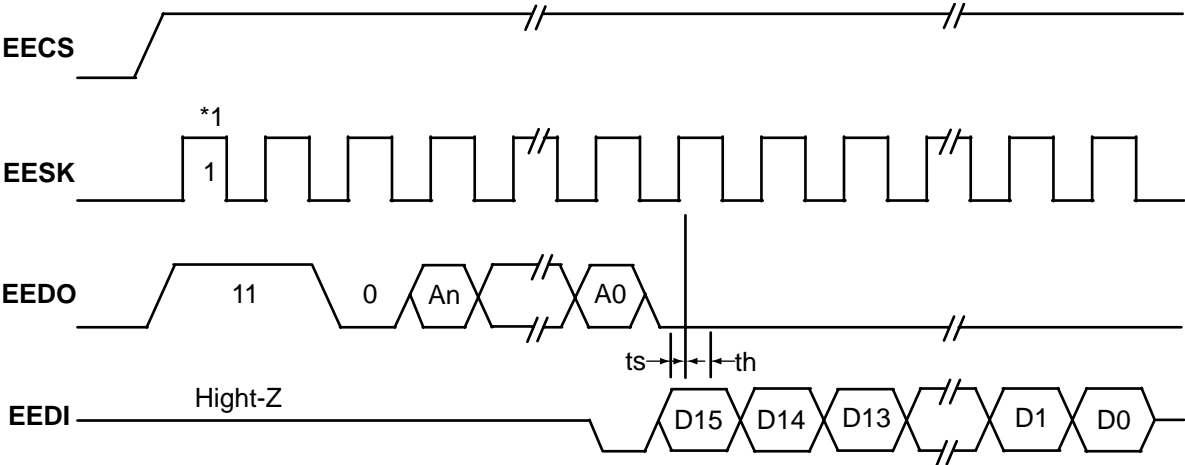 EECS
*1
EESK 1
EEDO 11 0 An A0
ts th
Hight-Z
EEDI D15 D14 D13 D1 D0